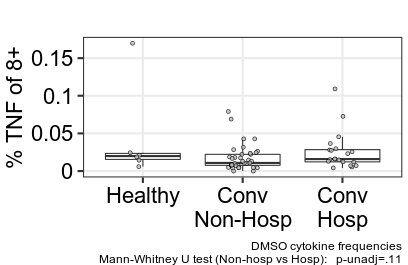 % TNF of 8+
0.15
0.1
0.05
0
Healthy
Conv
Non-Hosp
Conv
Hosp
DMSO cytokine frequencies
Mann-Whitney U test (Non-hosp vs Hosp):   p-unadj=.11